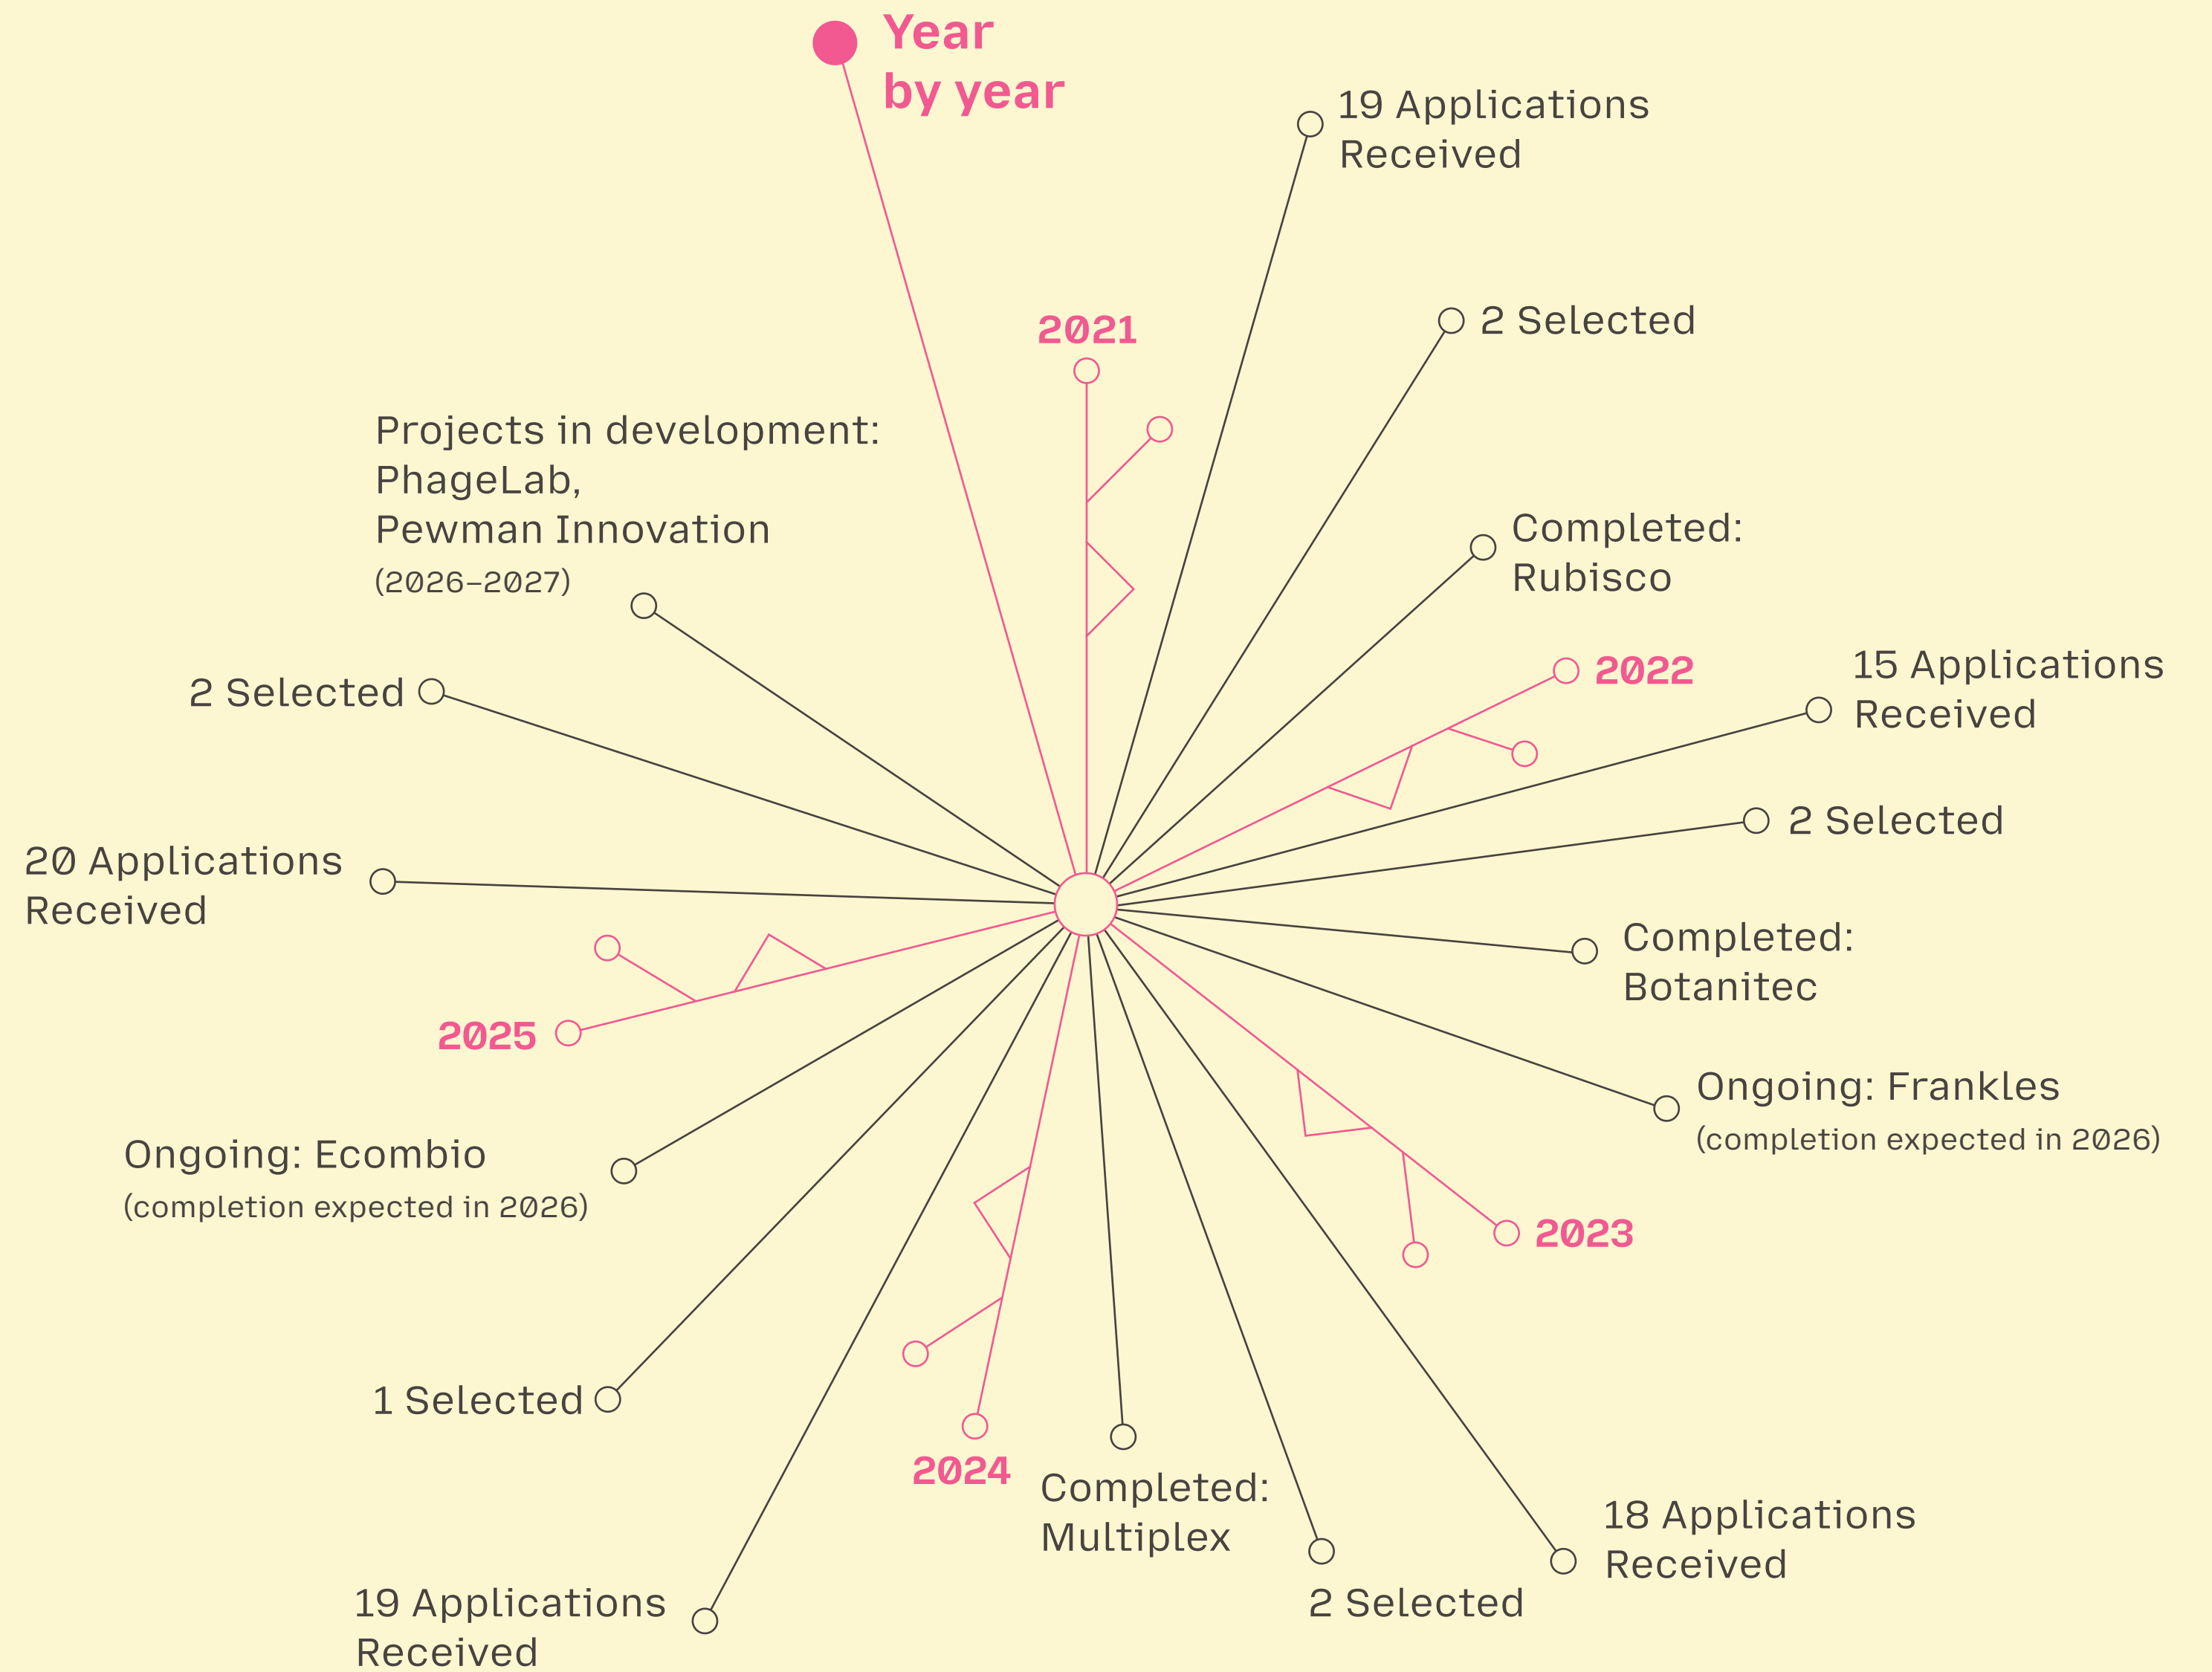 Year
by year
2021
19 Applications
Received
2 Selected
Completed:
Rubisco
2022
15 Applications
Received
2 Selected
Completed:
Botanitec
Ongoing: Frankles
(completion expected in 2026)
2023
18 Applications
Received
2 Selected
Completed:
Multiplex
2024
19 Applications
Received
1 Selected
Ongoing: Ecombio
(completion expected in 2026)
2025
20 Applications
Received
2 Selected
Projects in development:
PhageLab,
Pewman Innovation
(2026–2027)